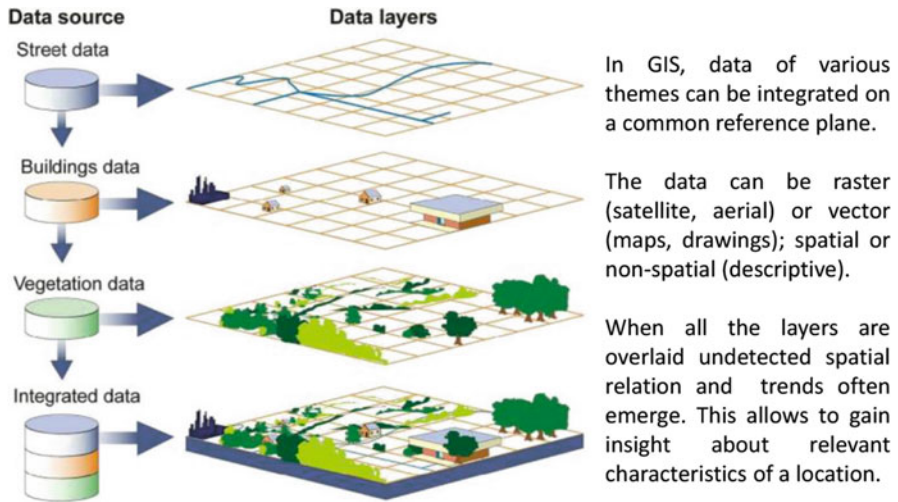 Data source
Data layers
Street data
Buildings data
Vegetation data
Integrated data
In GIS, data of various
themes can be integrated on
a common reference plane.
The data can be raster
(satellite, aerial) or vector
(maps, drawings); spatial or
non-spatial (descriptive).
When all the layers are
overlaid undetected spatial
relation and trends often
emerge. This allows to gain
insight about relevant
characteristics of a location.